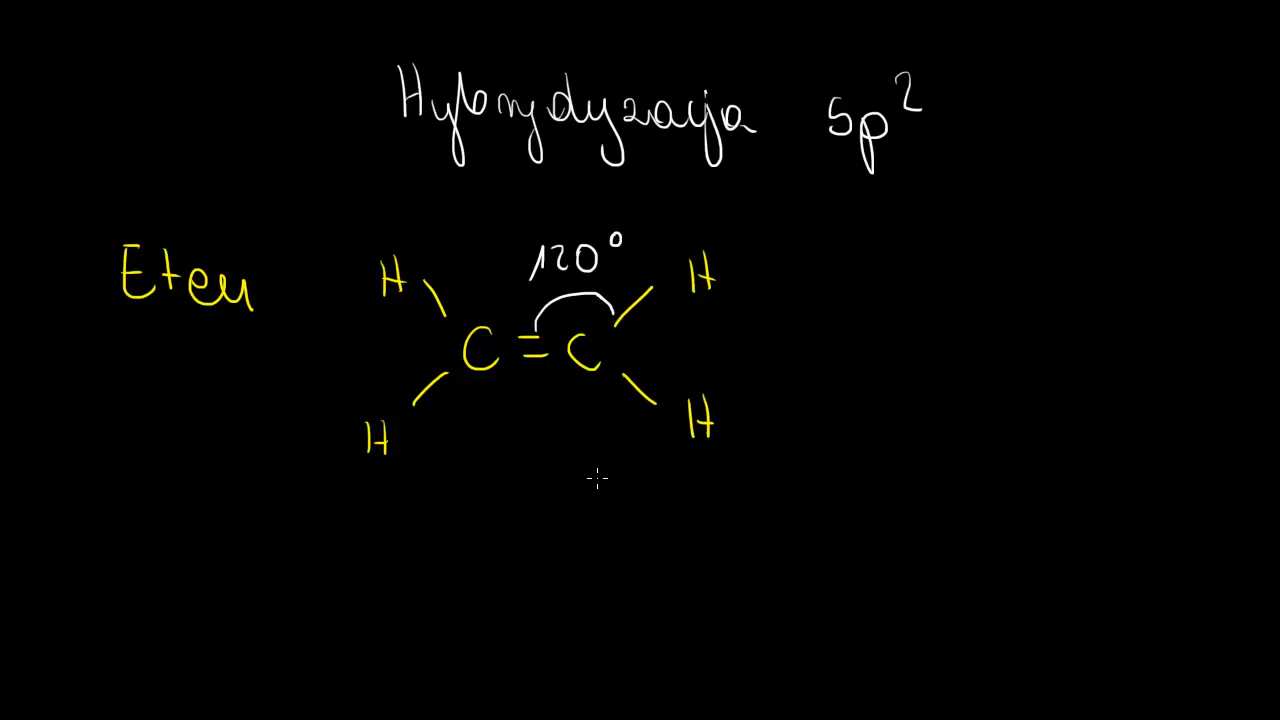 Hybrydyzacja sp²
Eten
120°
H H
C = C
H H